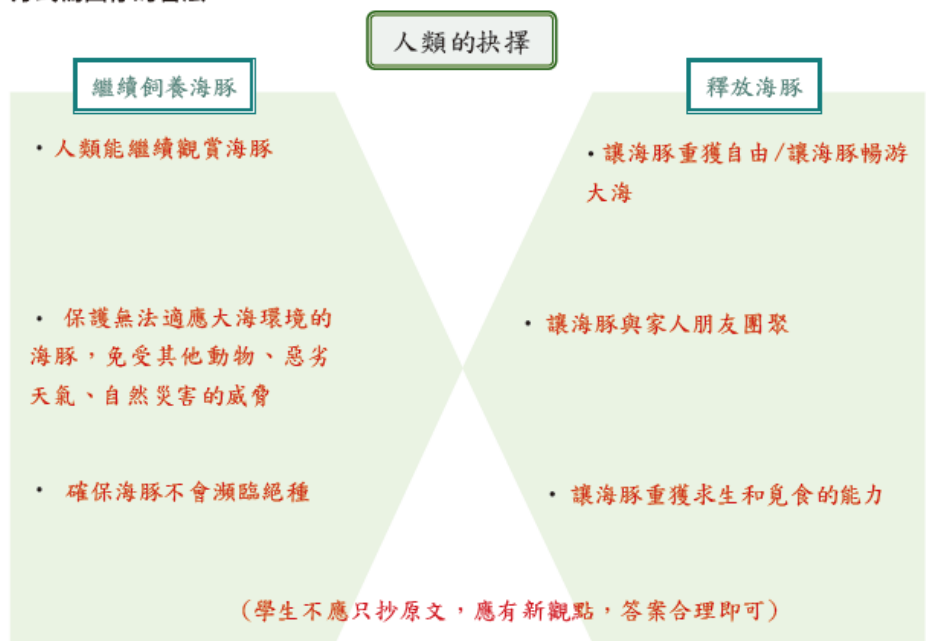 人類的抉擇
繼續飼養海豚
・人類能繼續觀賞海豚
・ 保護無法適應大海環境的
海豚，免受其他動物、惡劣
天氣、自然災害的威脅
・ 確保海豚不會瀕臨絕種
釋放海豚
・讓海豚重獲自由/讓海豚暢游
大海
・ 讓海豚與家人朋友團聚
・ 讓海豚重獲求生和覓食的能力
（學生不應只抄原文，應有新觀點，答案合理即可）